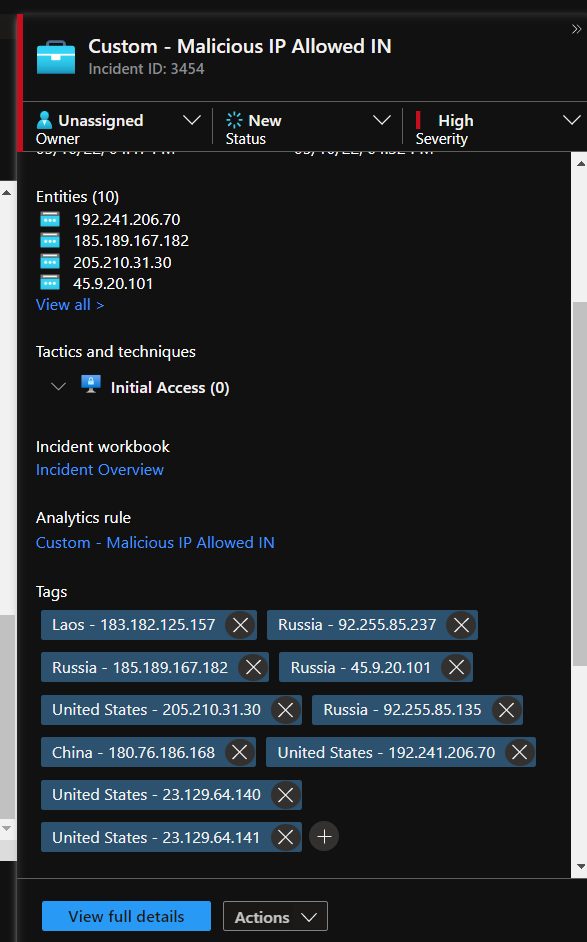 Custom - Malicious IP Allowed IN
Incident ID: 3454
Unassigned
Owner
New
Status
High
Severity
Entities (10)
192.241.206.70
185.189.167.182
205.210.31.30
45.9.20.101
View all >
Tactics and techniques
Initial Access (0)
Incident workbook
Incident Overview
Analytics rule
Custom - Malicious IP Allowed IN
Tags
Laos - 183.182.125.157
Russia - 92.255.85.237
Russia - 185.189.167.182
Russia - 45.9.20.101
United States - 205.210.31.30
Russia - 92.255.85.135
China - 180.76.186.168
United States - 192.241.206.70
United States - 23.129.64.140
United States - 23.129.64.141
View full details
Actions